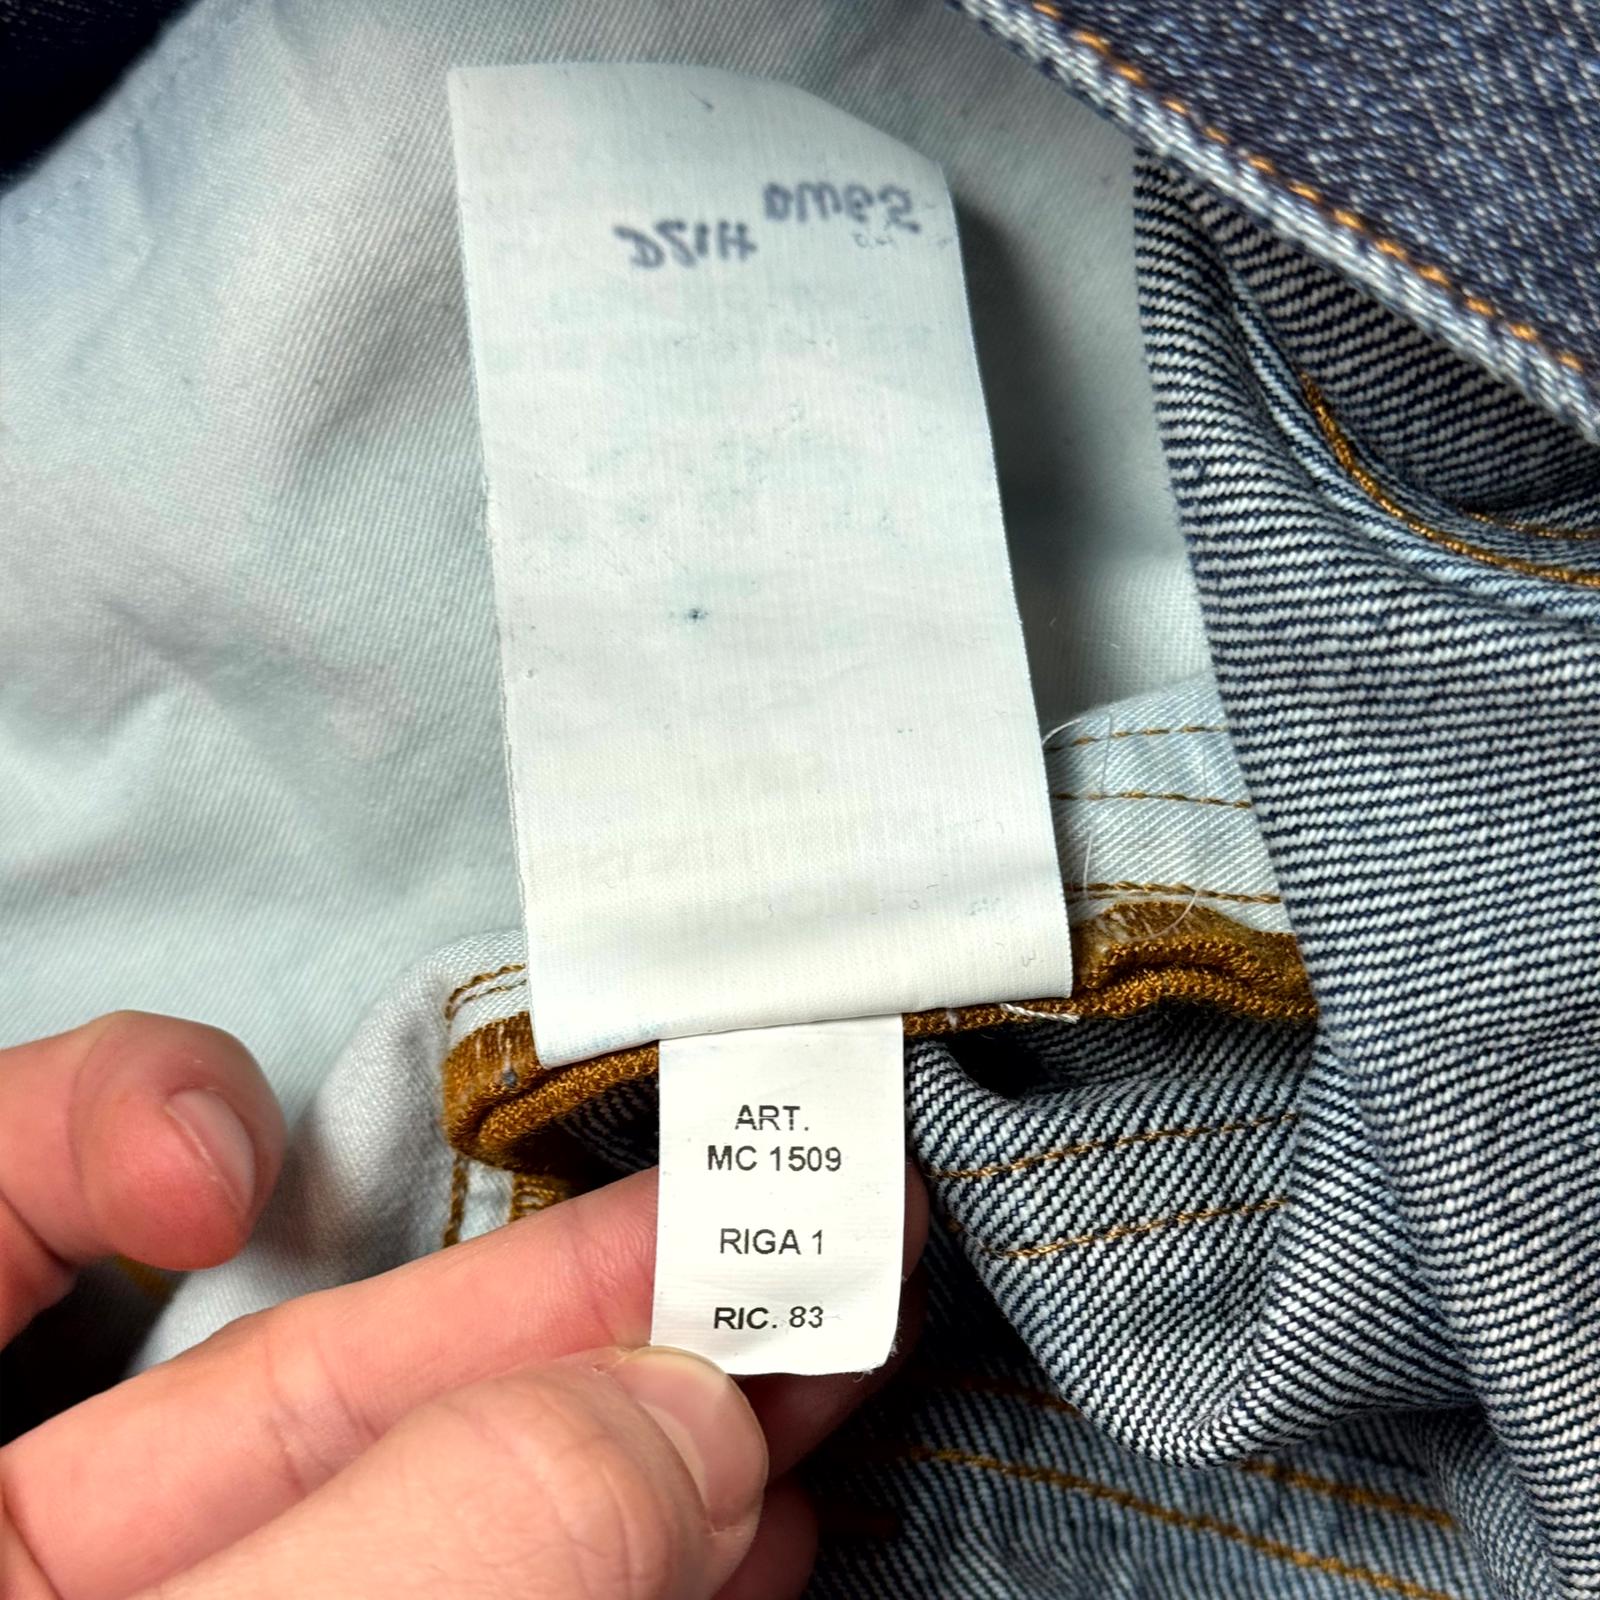 ART.
MC 1509
RIGA 1
RIC. 83